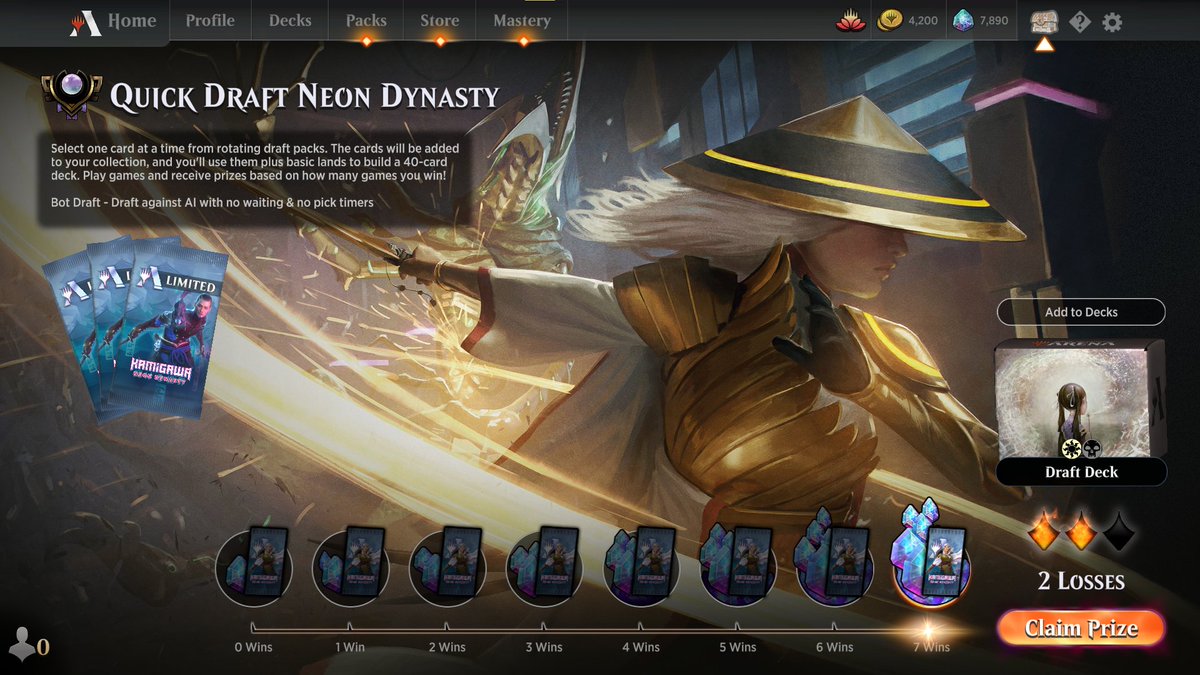 Home
Profile
Decks
Packs
Store
Mastery
4,200
7,890
Quick Draft Neon Dynasty
Select one card at a time from rotating draft packs. The cards will be added
to your collection, and you'll use them plus basic lands to build a 40-card
deck. Play games and receive prizes based on how many games you win!
Bot Draft - Draft against AI with no waiting & no pick timers
LIMITED
KAMIGAWA
NEON DYNASTY
Add to Decks
ARENA
Draft Deck
2 Losses
Claim Prize
0 Wins
1 Win
2 Wins
3 Wins
4 Wins
5 Wins
6 Wins
7 Wins
0